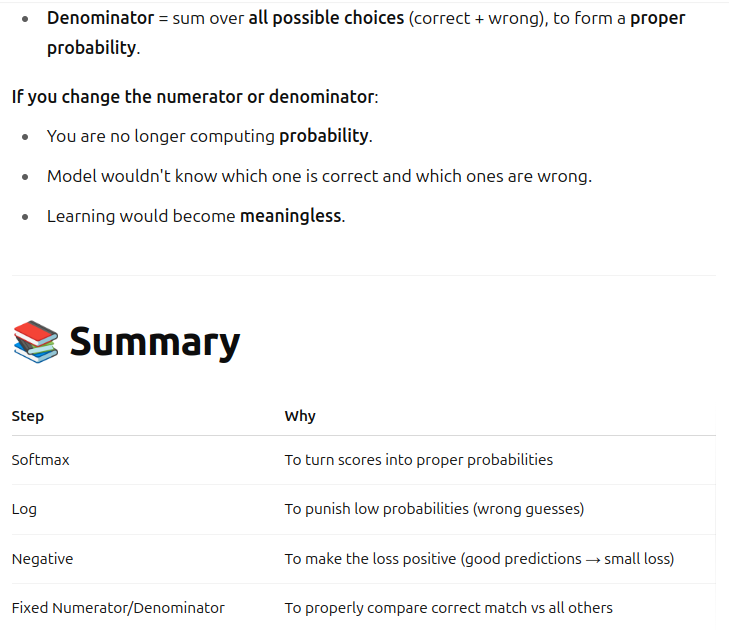 Denominator = sum over all possible choices (correct + wrong), to form a proper
probability.
If you change the numerator or denominator:
You are no longer computing probability.
Model wouldn't know which one is correct and which ones are wrong.
Learning would become meaningless.
📚 Summary
Step Why
Softmax To turn scores into proper probabilities
Log To punish low probabilities (wrong guesses)
Negative To make the loss positive (good predictions → small loss)
Fixed Numerator/Denominator To properly compare correct match vs all others